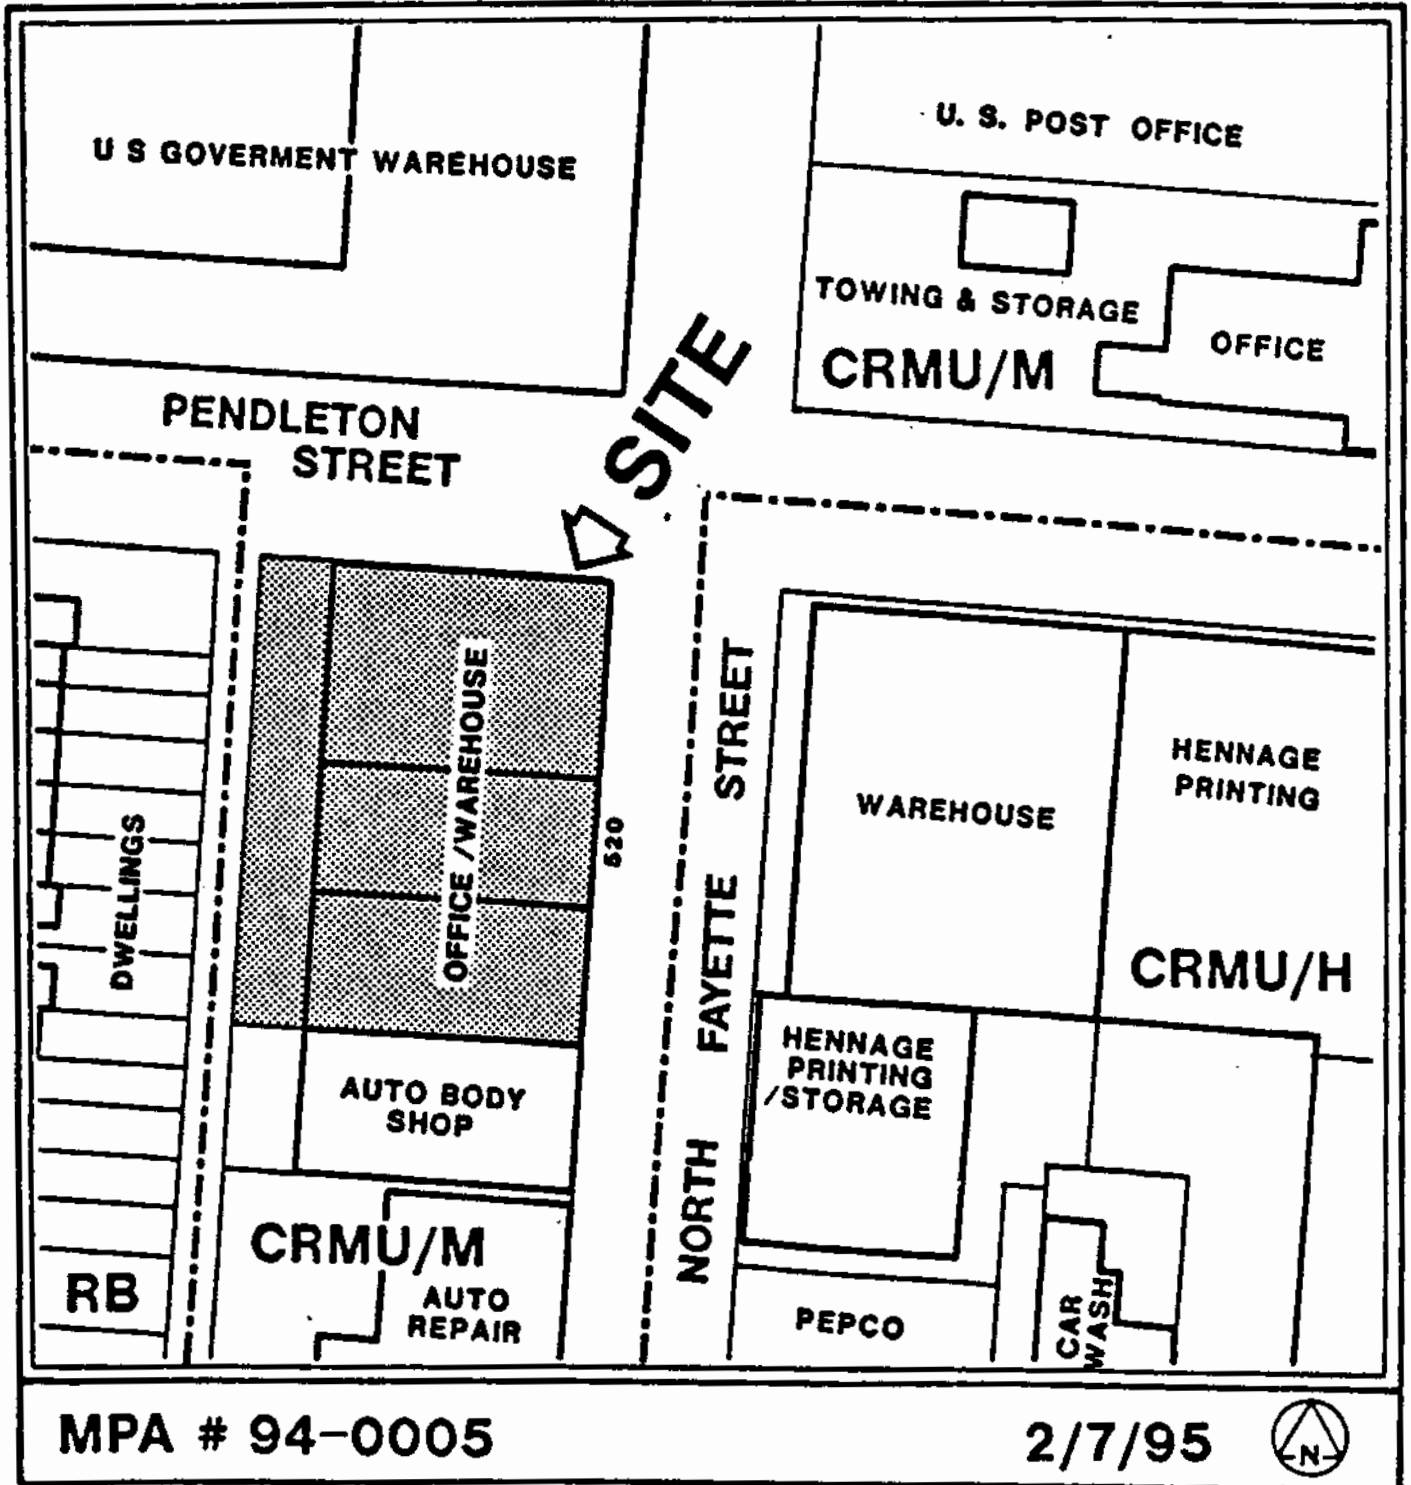 U S GOVERMENT WAREHOUSE
U. S. POST OFFICE
TOWING & STORAGE
OFFICE
CRMU/M
PENDLETON
STREET
SITE
OFFICE/WAREHOUSE
520
DWELLINGS
NORTH FAYETTE STREET
WAREHOUSE
HENNAGE
PRINTING
CRMU/H
HENNAGE
PRINTING
/STORAGE
AUTO BODY
SHOP
CRMU/M
RB
AUTO
REPAIR
PEPCO
CAR
WASH
MPA # 94-0005
2/7/95
N